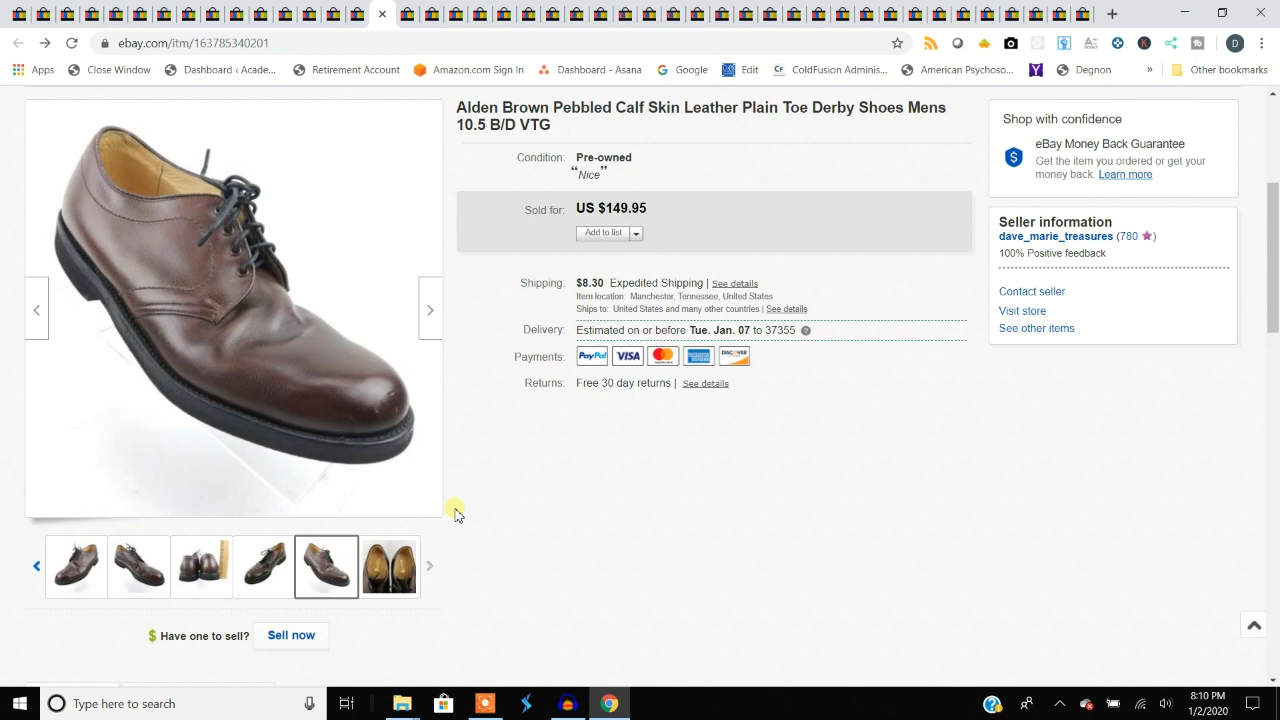 ebay.com/itm/163785340201
D
Apps
Close Window
Dashboard ‹ Acade...
Retirement Account
Amazon.com Sign In
Dashboard - Asana
Google
Edit
ColdFusion Adminis...
American Psychoso...
Degnon
»
Other bookmarks
Alden Brown Pebbled Calf Skin Leather Plain Toe Derby Shoes Mens
10.5 B/D VTG
Condition: Pre-owned
“Nice”
Sold for: US $149.95
Add to list
Shipping: $8.30 Expedited Shipping | See details
Item location: Manchester, Tennessee, United States
Ships to: United States and many other countries | See details
Delivery: Estimated on or before Tue. Jan. 07 to 37355
Payments: PayPal VISA MasterCard DISCOVER
Returns: Free 30 day returns | See details
Shop with confidence
eBay Money Back Guarantee
Get the item you ordered or get your
money back. Learn more
Seller information
dave_marie_treasures (780 ★)
100% Positive feedback
Contact seller
Visit store
See other items
Have one to sell? Sell now
Type here to search
8:10 PM
1/2/2020